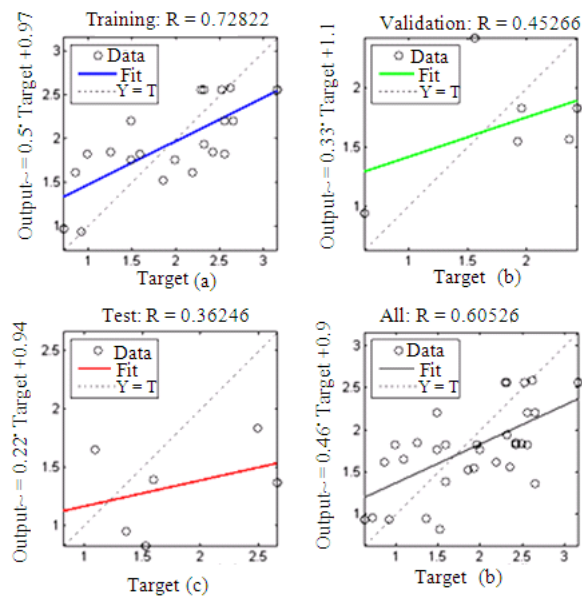 Training: R = 0.72822
Output~= 0.5* Target +0.97
Data
Fit
Y = T
3
2.5
2
1.5
1
1
1.5
2
2.5
3
Target (a)
Validation: R = 0.45266
Output~= 0.33* Target +1.1
Data
Fit
Y = T
2
1.5
1
1
1.5
2
Target (b)
Test: R = 0.36246
Output~= 0.22* Target +0.94
Data
Fit
Y = T
2.5
2
1.5
1
1
1.5
2
2.5
Target (c)
All: R = 0.60526
Output~= 0.46* Target +0.9
Data
Fit
Y = T
3
2.5
2
1.5
1
1
1.5
2
2.5
3
Target (b)